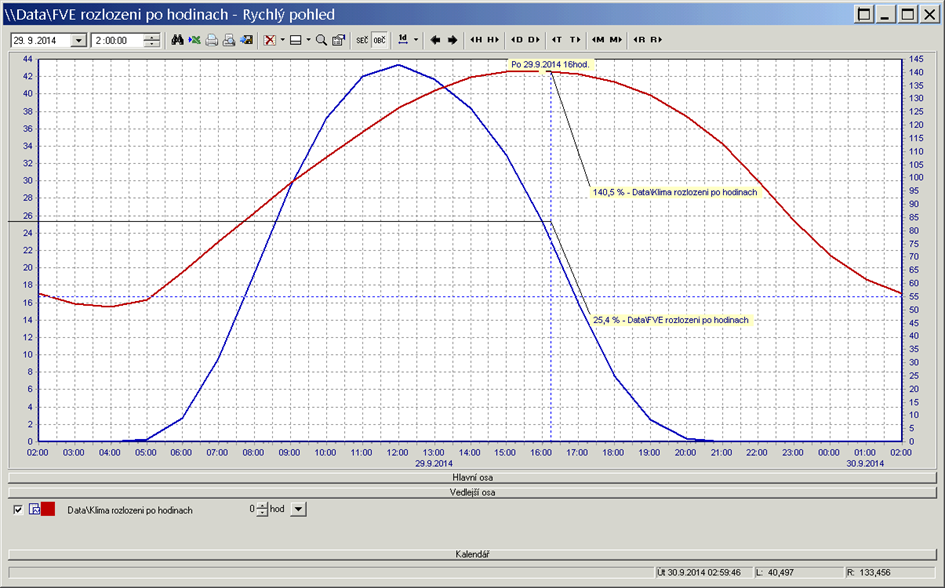 \\Data\FVE rozlozeni po hodinach - Rychlý pohled
29. 9.2014 2:00:00 SEČ OBČ 1d H H D D T T M M R R
Po 29.9.2014 16hod.
44 145
42 140
135
40 130
38 125
36 120
115
34 110
32 105
30 100
95
28 90
26 85
24 80
22 75
70
20 65
18 60
16 55
50
14 45
12 40
10 35
30
8 25
6 20
4 15
10
2 5
0 0
140,5 % - Data\Klima rozlozeni po hodinach
25,4 % - Data\FVE rozlozeni po hodinach
02:00 03:00 04:00 05:00 06:00 07:00 08:00 09:00 10:00 11:00 12:00 13:00 14:00 15:00 16:00 17:00 18:00 19:00 20:00 21:00 22:00 23:00 00:00 01:00 02:00
29.9.2014 30.9.2014
Hlavní osa
Vedlejší osa
Data\Klima rozlozeni po hodinach 0 hod
Kalendář
Út 30.9.2014 02:59:46 L: 40,497 R: 133,456